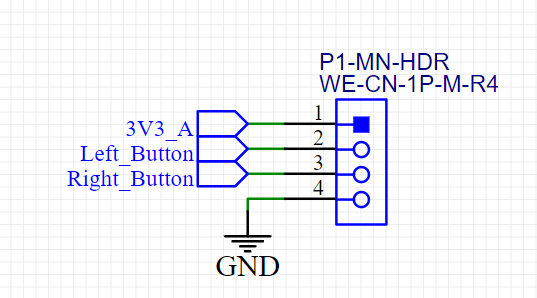 P1-MN-HDR
WE-CN-1P-M-R4
3V3_A 1
Left_Button 2
Right_Button 3
4
GND